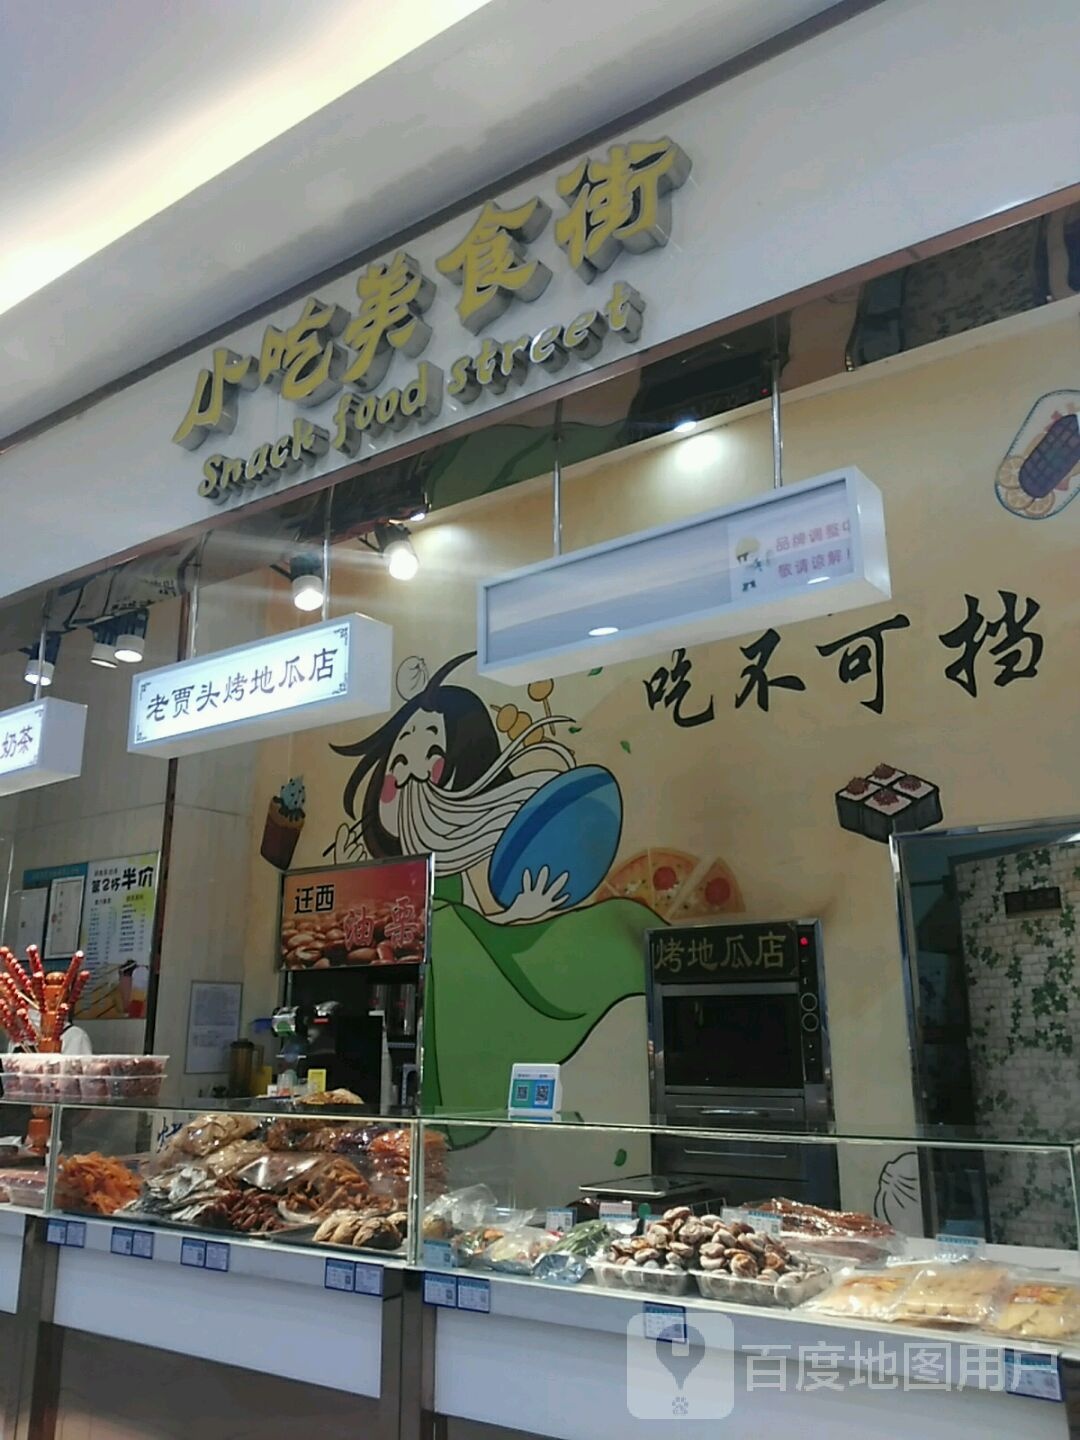 小吃美食街
Snack food street
品牌调整中
敬请谅解！
吃不可挡
老贾头烤地瓜店
奶茶
第2杯半价
迁西
油栗
烤地瓜店
百度地图用户